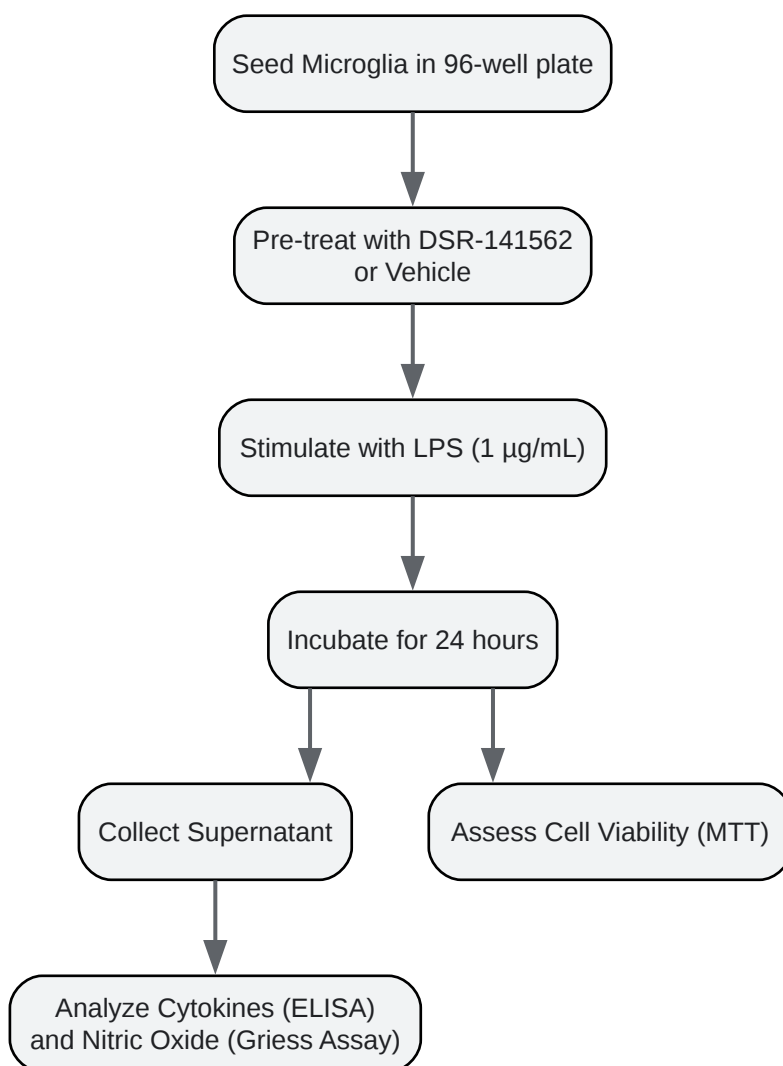 Seed Microglia in 96-well plate
Pre-treat with DSR-141562
or Vehicle
Stimulate with LPS (1 µg/mL)
Incubate for 24 hours
Collect Supernatant
Assess Cell Viability (MTT)
Analyze Cytokines (ELISA)
and Nitric Oxide (Griess Assay)